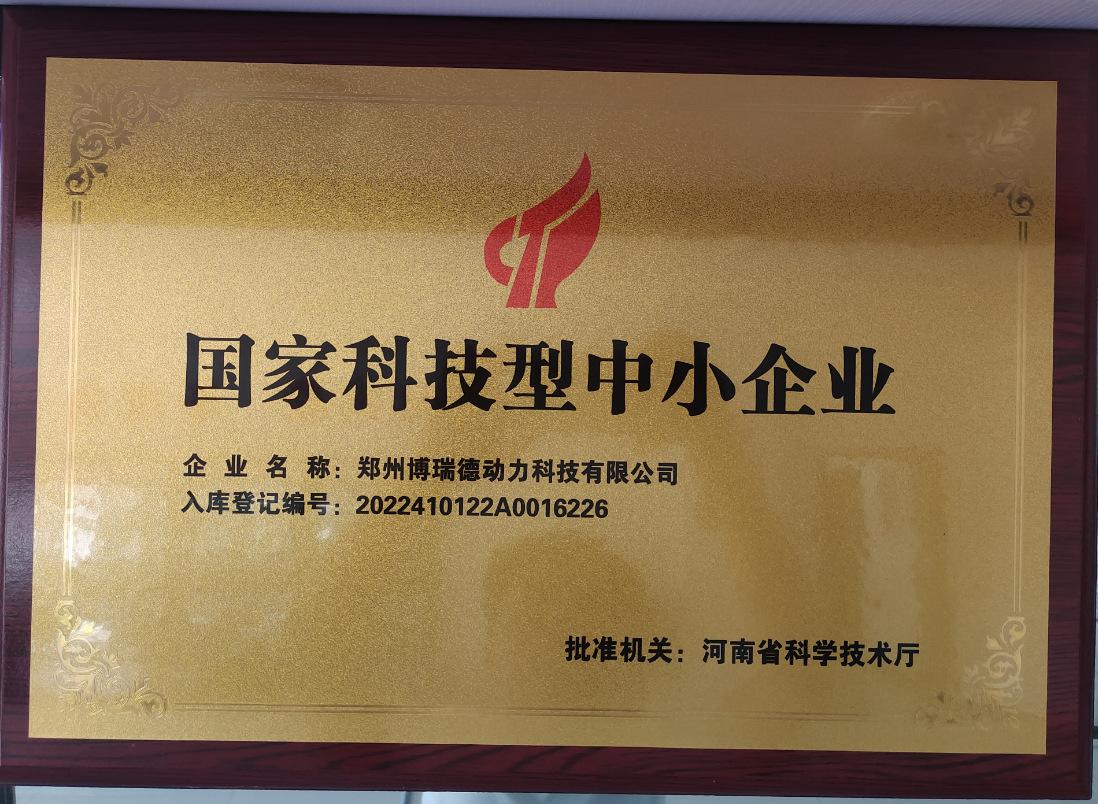 国家科技型中小企业
企业名称：郑州博瑞德动力科技有限公司
入库登记编号：2022410122A0016226
批准机关：河南省科学技术厅